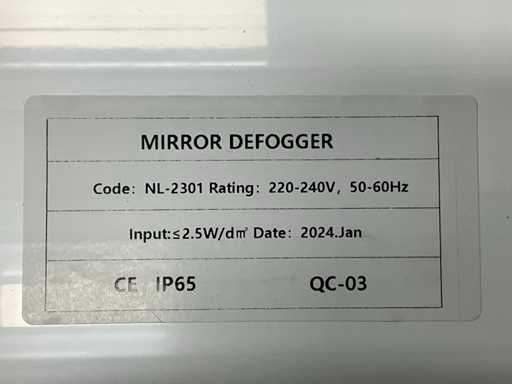 MIRROR DEFOGGER
Code: NL-2301 Rating: 220-240V, 50-60Hz
Input:≤2.5W/d㎡ Date: 2024.Jan
CE IP65 QC-03